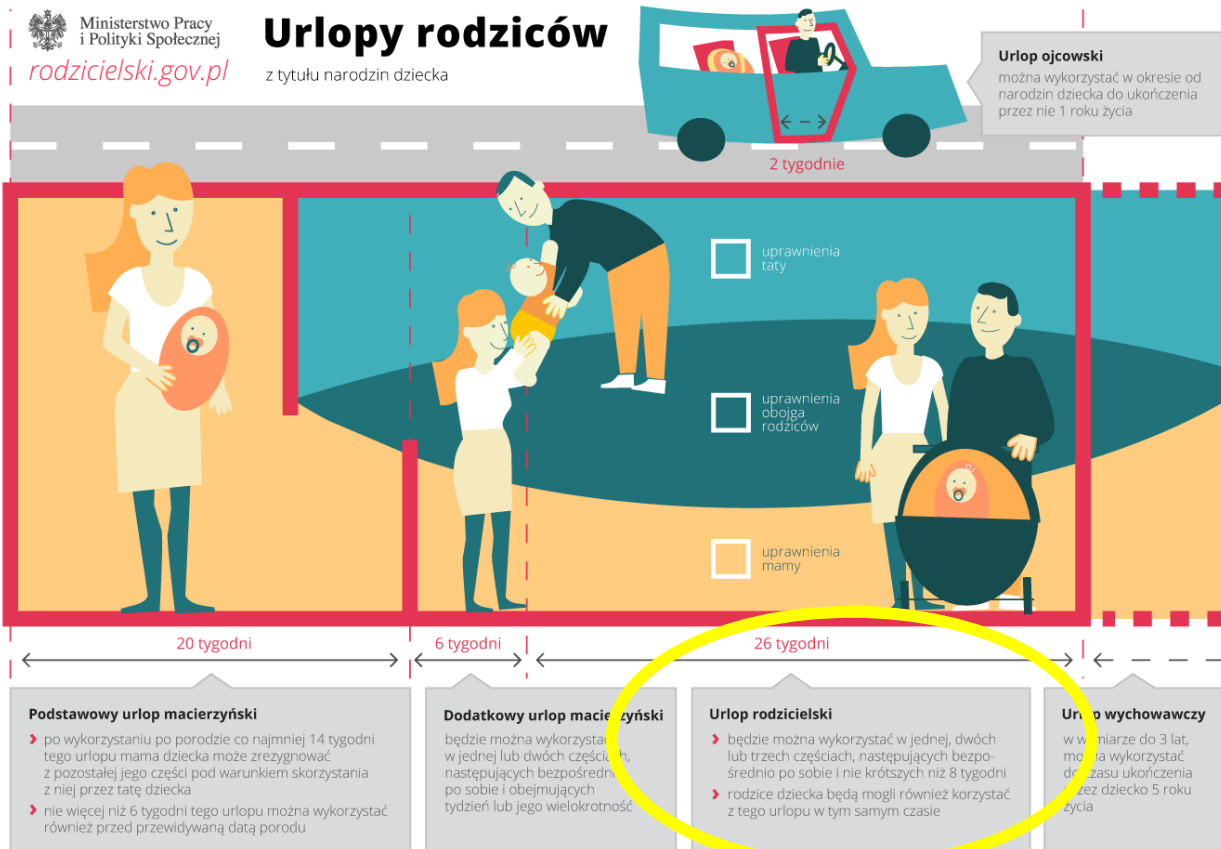 Ministerstwo Pracy
i Polityki Społecznej
rodzicielski.gov.pl
Urlopy rodziców
z tytułu narodzin dziecka
Urlop ojcowski
można wykorzystać w okresie od
narodzin dziecka do ukończenia
przez nie 1 roku życia
2 tygodnie
uprawnienia
taty
uprawnienia
obojga
rodziców
uprawnienia
mamy
20 tygodni
6 tygodni
26 tygodni
Podstawowy urlop macierzyński
po wykorzystaniu po porodzie co najmniej 14 tygodni
tego urlopu mama dziecka może zrezygnować
z pozostałej jego części pod warunkiem skorzystania
z niej przez tatę dziecka
nie więcej niż 6 tygodni tego urlopu można wykorzystać
również przed przewidywaną datą porodu
Dodatkowy urlop macierzyński
będzie można wykorzystać
w jednej lub dwóch częściach,
następujących bezpośrednio
po sobie i obejmujących
tydzień lub jego wielokrotność
Urlop rodzicielski
będzie można wykorzystać w jednej, dwóch
lub trzech częściach, następujących bezpo-
średnio po sobie i nie krótszych niż 8 tygodni
rodzice dziecka będą mogli również korzystać
z tego urlopu w tym samym czasie
Urlop wychowawczy
w wymiarze do 3 lat,
można wykorzystać
do czasu ukończenia
przez dziecko 5 roku
życia